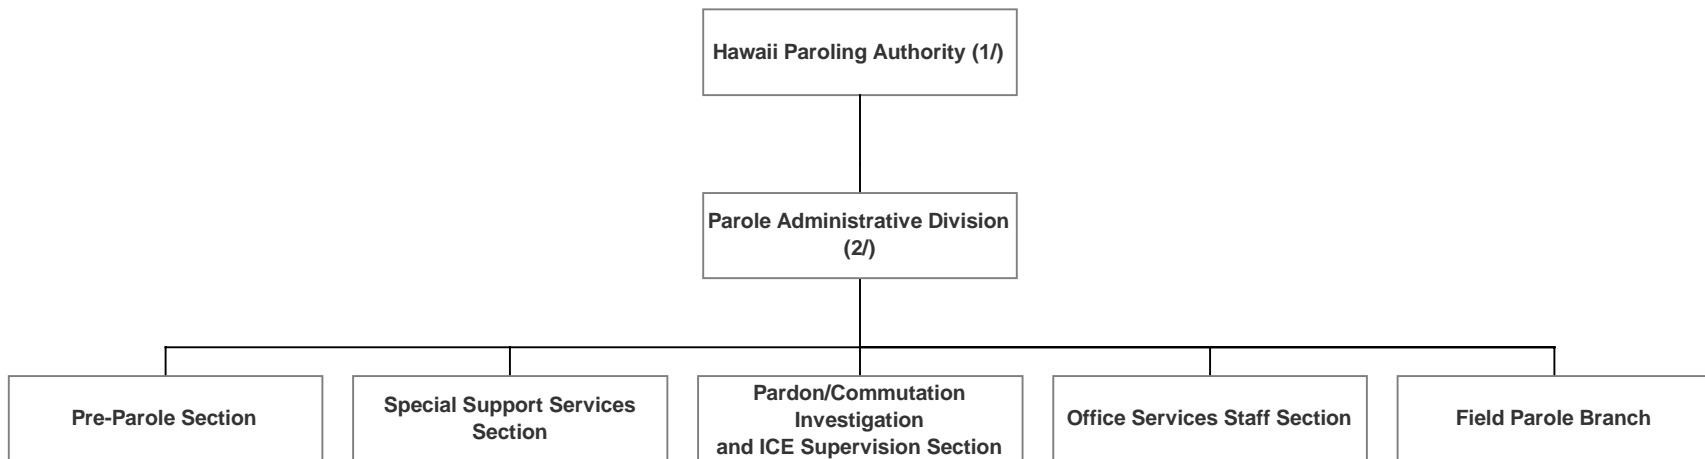 Hawaii Paroling Authority (1/)
Parole Administrative Division
(2/)
Pre-Parole Section
Special Support Services
Section
Pardon/Commutation
Investigation
and ICE Supervision Section
Office Services Staff Section
Field Parole Branch